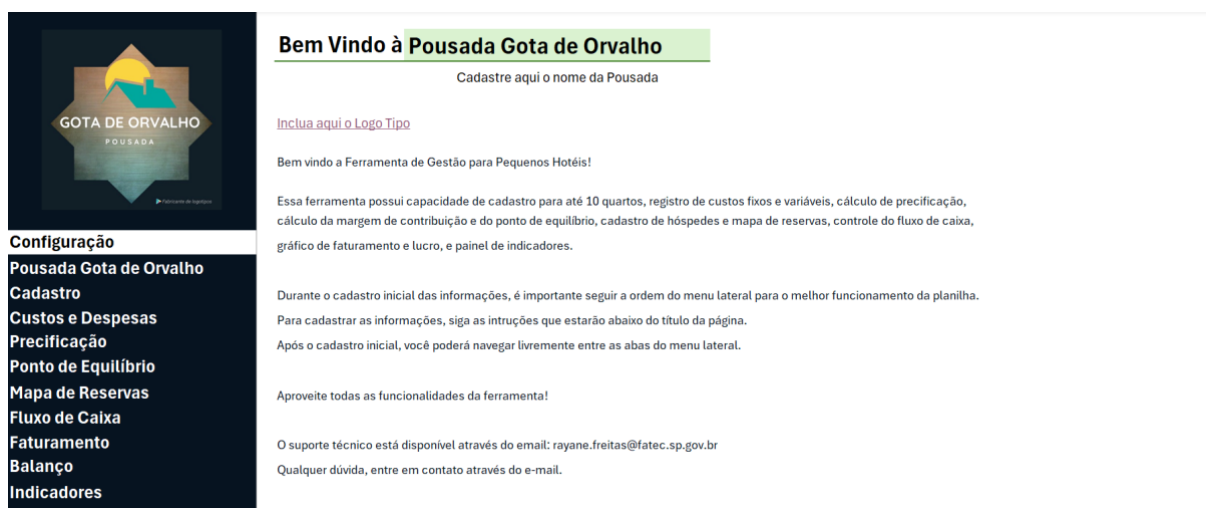 GOTA DE ORVALHO
POUSADA
Fabricante de logotipos
Configuração
Pousada Gota de Orvalho
Cadastro
Custos e Despesas
Precificação
Ponto de Equilíbrio
Mapa de Reservas
Fluxo de Caixa
Faturamento
Balanço
Indicadores
Bem Vindo à Pousada Gota de Orvalho
Cadastre aqui o nome da Pousada
Inclua aqui o Logo Tipo
Bem vindo a Ferramenta de Gestão para Pequenos Hotéis!
Essa ferramenta possui capacidade de cadastro para até 10 quartos, registro de custos fixos e variáveis, cálculo de precificação,
cálculo da margem de contribuição e do ponto de equilíbrio, cadastro de hóspedes e mapa de reservas, controle do fluxo de caixa,
gráfico de faturamento e lucro, e painel de indicadores.
Durante o cadastro inicial das informações, é importante seguir a ordem do menu lateral para o melhor funcionamento da planilha.
Para cadastrar as informações, siga as intruções que estarão abaixo do título da página.
Após o cadastro inicial, você poderá navegar livremente entre as abas do menu lateral.
Aproveite todas as funcionalidades da ferramenta!
O suporte técnico está disponível através do email: rayane.freitas@fatec.sp.gov.br
Qualquer dúvida, entre em contato através do e-mail.